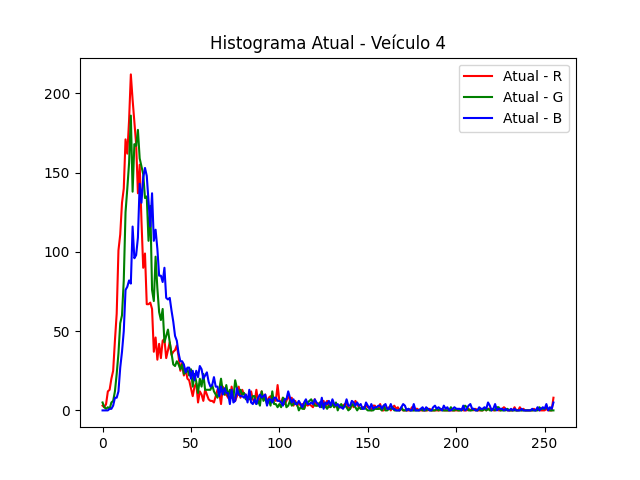 Histograma Atual - Veículo 4
Atual - R
Atual - G
Atual - B
200
150
100
50
0
0 50 100 150 200 250